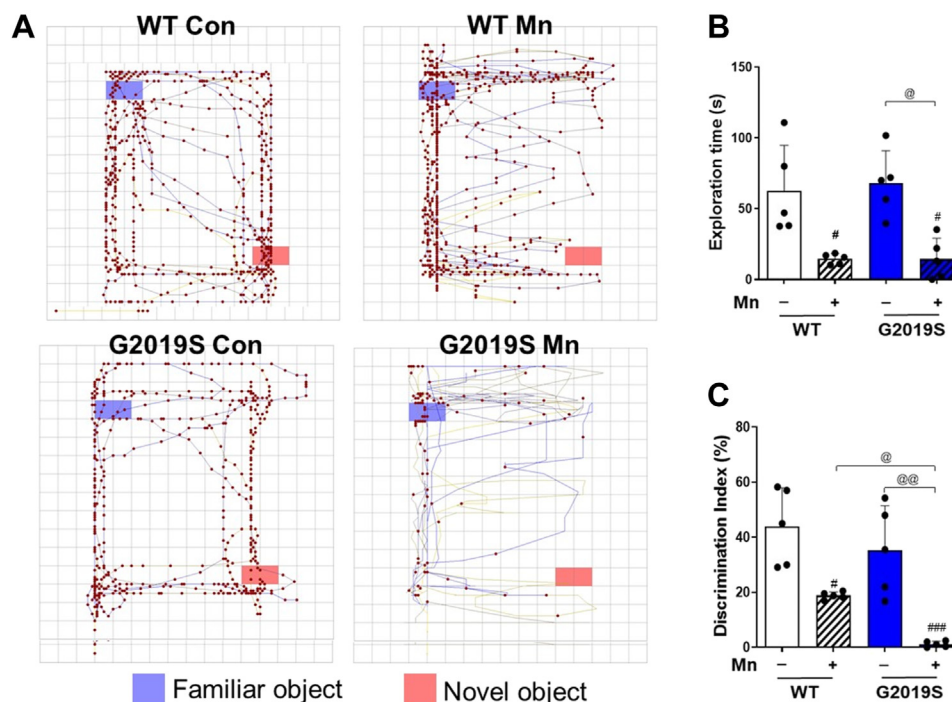 A
WT Con
WT Mn
G2019S Con
G2019S Mn
Familiar object
Novel object
B
Exploration time (s)
150
100
50
0
@
#
#
Mn – + – +
WT G2019S
C
Discrimination Index (%)
80
60
40
20
0
@
@@
#
###
Mn – + – +
WT G2019S